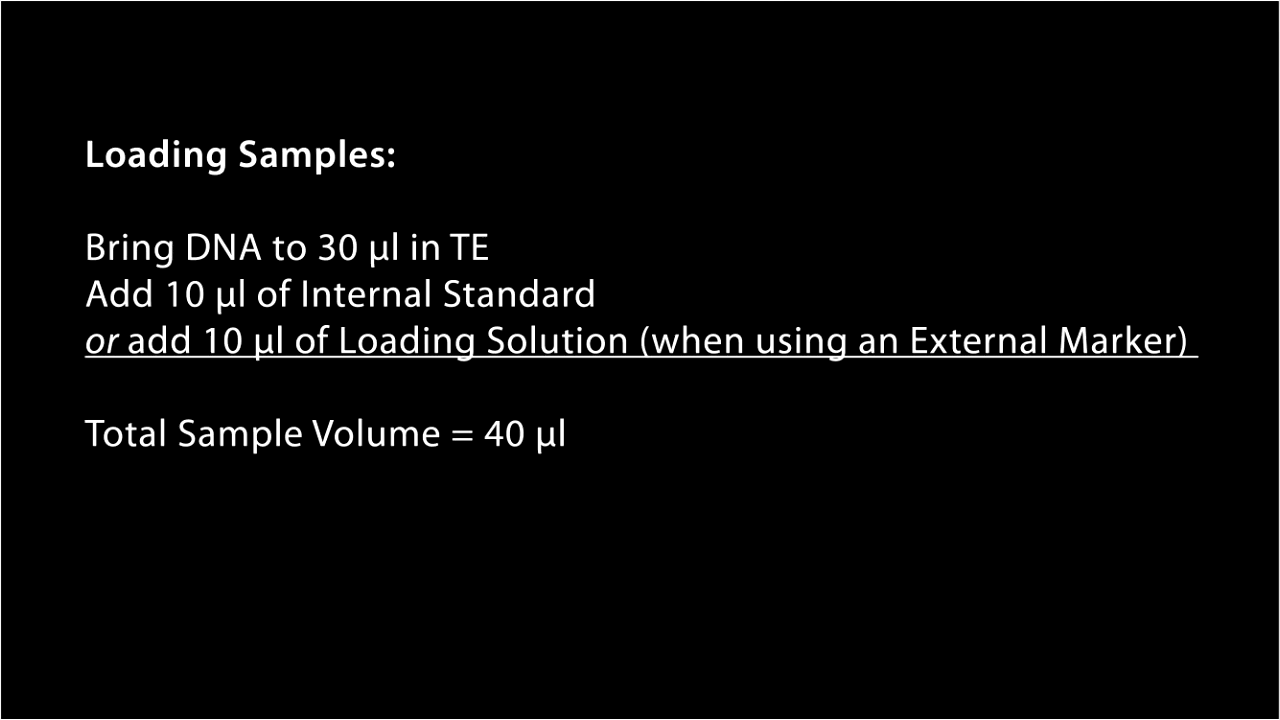 Loading Samples:
Bring DNA to 30 µl in TE
Add 10 µl of Internal Standard
or add 10 µl of Loading Solution (when using an External Marker)
Total Sample Volume = 40 µl